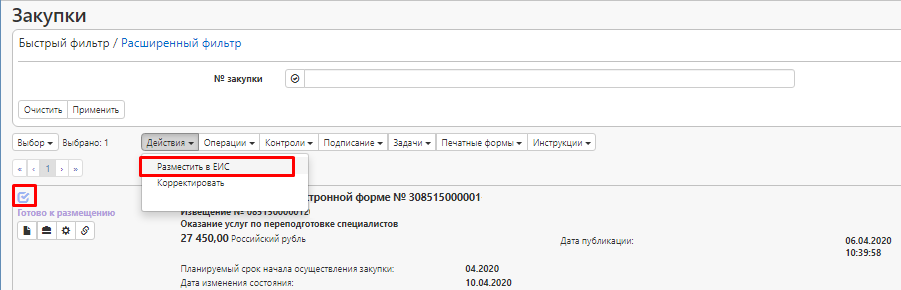 Закупки
Быстрый фильтр / Расширенный фильтр
№ закупки
Очистить Применить
Выбор Выбрано: 1 Действия Операции Контроли Подписание Задачи Печатные формы Инструкции
« ‹ 1 › »
Разместить в ЕИС
Корректировать
тронной форме № 308515000001
Готово к размещению
Извещение № 085150000012
Оказание услуг по переподготовке специалистов
27 450,00 Российский рубль
Дата публикации: 06.04.2020
10:39:58
Планируемый срок начала осуществления закупки: 04.2020
Дата изменения состояния: 10.04.2020